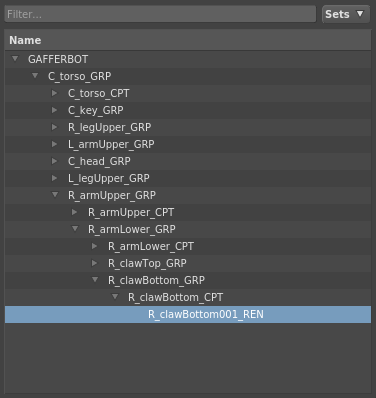 Filter...
Sets
Name
GAFFERBOT
C_torso_GRP
C_torso_CPT
C_key_GRP
R_legUpper_GRP
L_armUpper_GRP
C_head_GRP
L_legUpper_GRP
R_armUpper_GRP
R_armUpper_CPT
R_armLower_GRP
R_armLower_CPT
R_clawTop_GRP
R_clawBottom_GRP
R_clawBottom_CPT
R_clawBottom001_REN